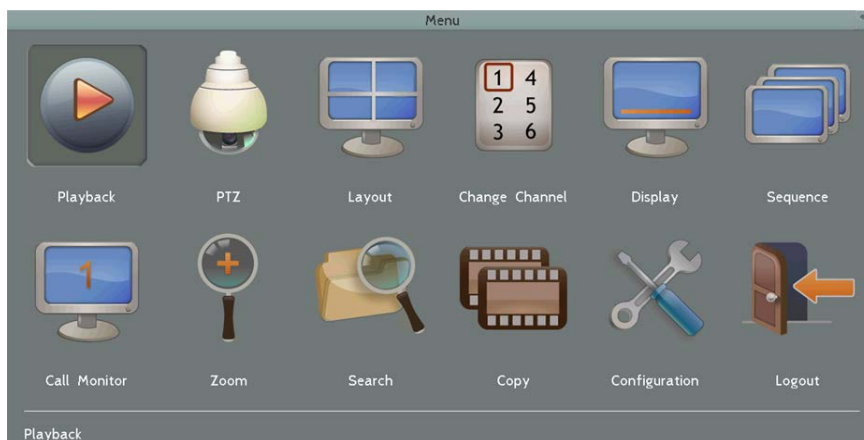 Menu
1 4
2 5
3 6
Playback PTZ Layout Change Channel Display Sequence
1
Call Monitor Zoom Search Copy Configuration Logout
Playback